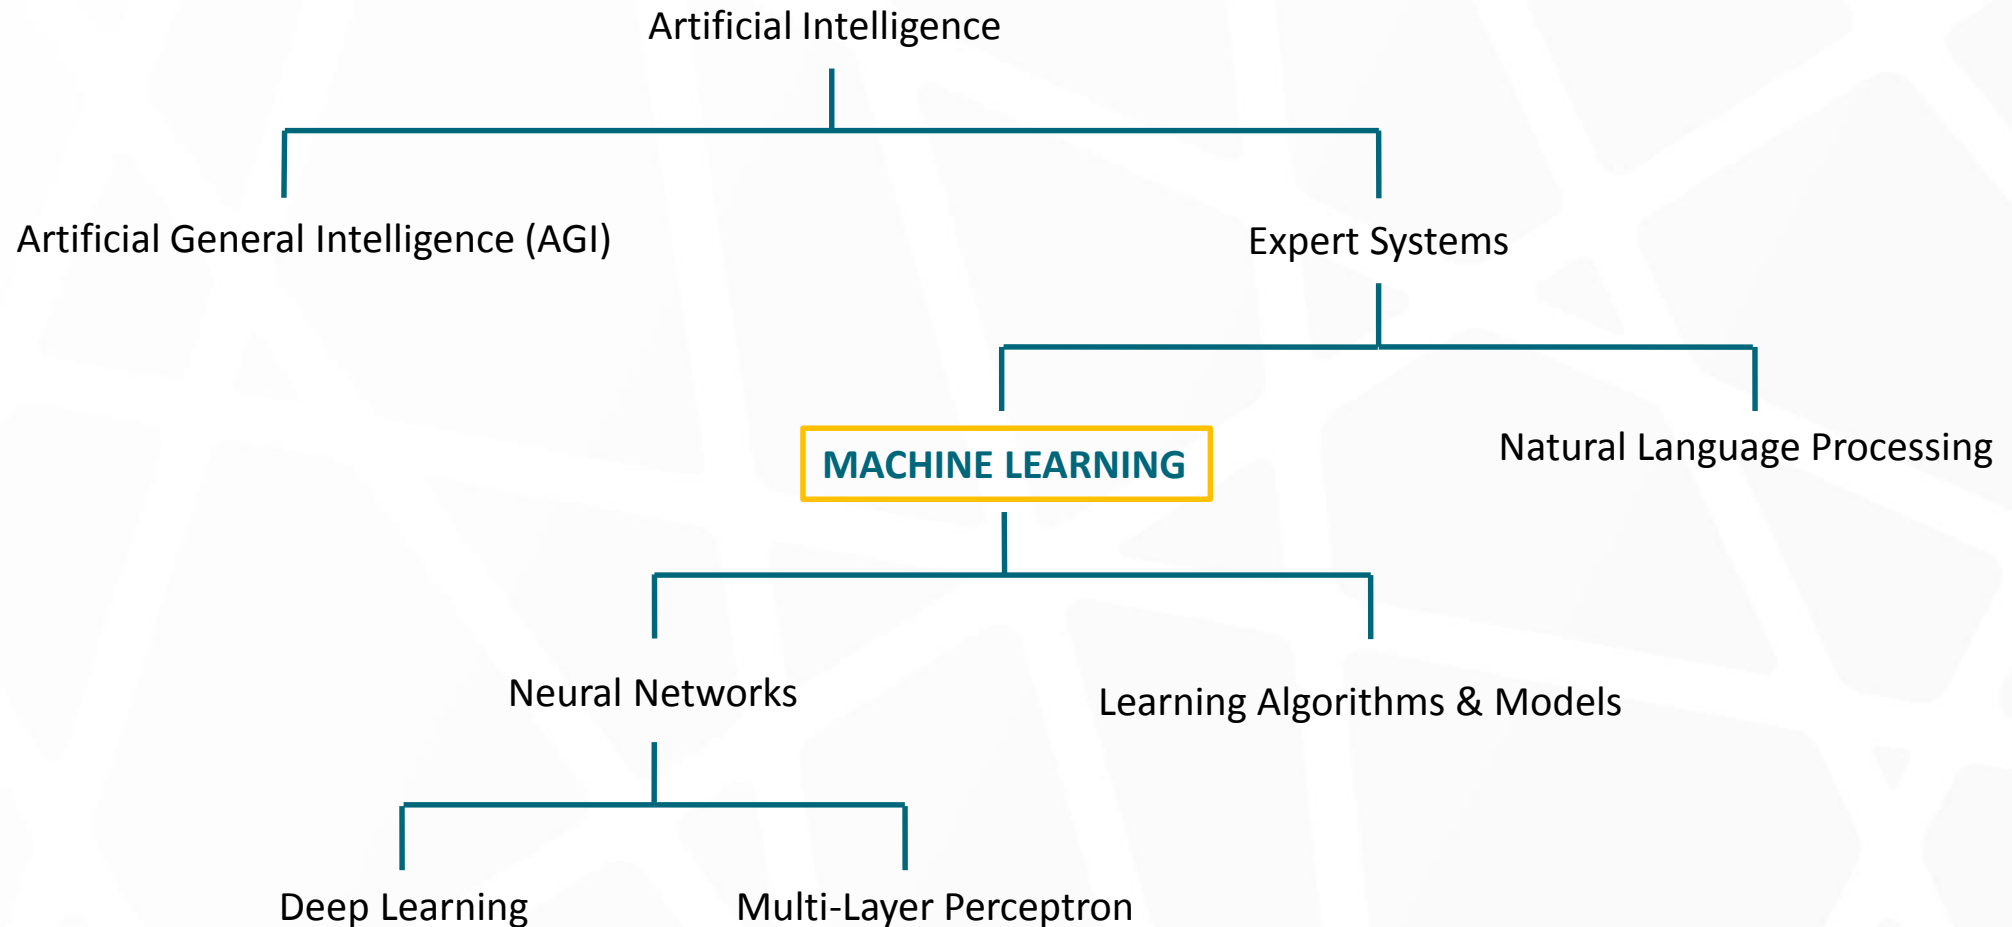 Artificial Intelligence
Artificial General Intelligence (AGI)
Expert Systems
MACHINE LEARNING
Natural Language Processing
Neural Networks
Learning Algorithms & Models
Deep Learning
Multi-Layer Perceptron